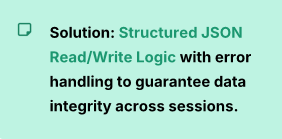 Solution: Structured JSON
Read/Write Logic with error
handling to guarantee data
integrity across sessions.